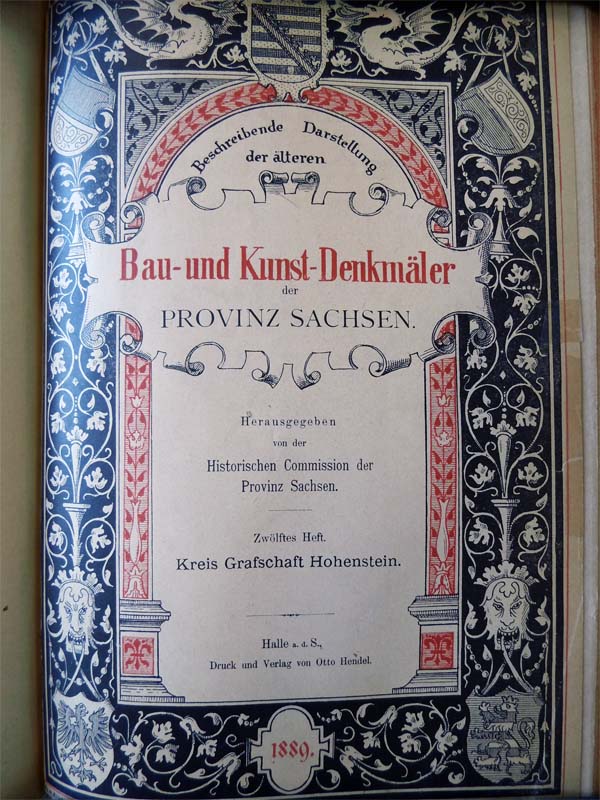 Beschreibende Darstellung
der älteren
Bau- und Kunst-Denkmäler
der
PROVINZ SACHSEN.
Herausgegeben
von der
Historischen Commission der
Provinz Sachsen.
Zwölftes Heft.
Kreis Grafschaft Hohenstein.
Halle a. d. S.,
Druck und Verlag von Otto Hendel.
1889.